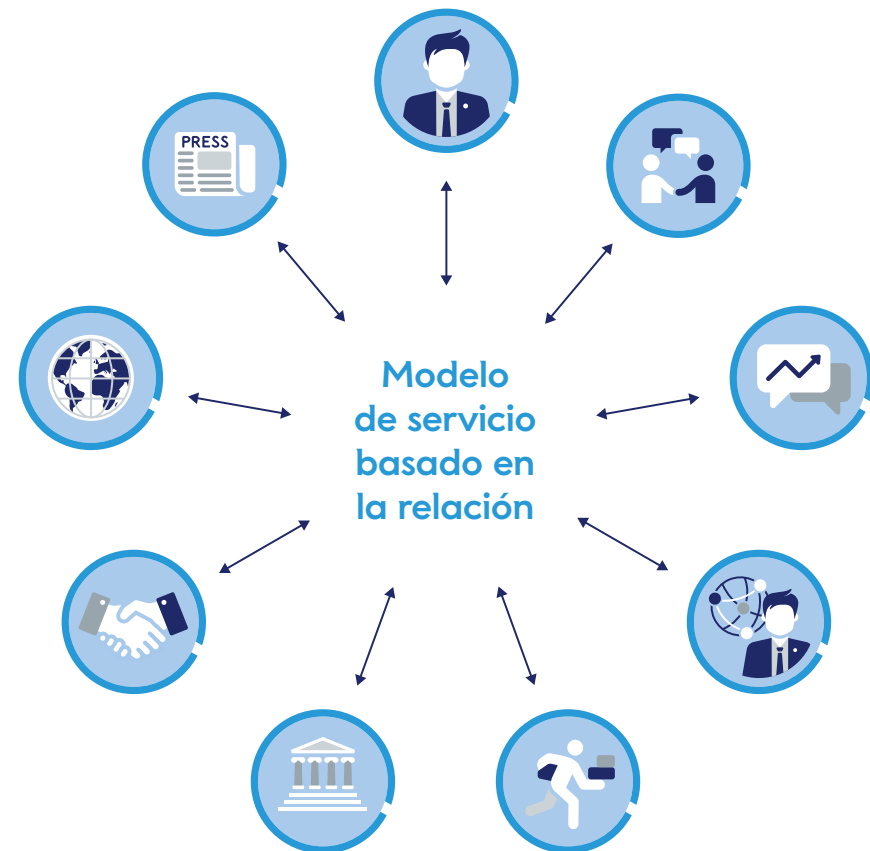 PRESS
Modelo
de servicio
basado en
la relación